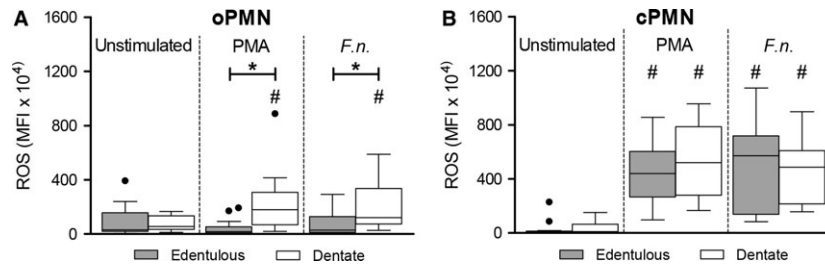 A oPMN
1600
1200
800
400
0
ROS (MFI x 10⁴)
Unstimulated PMA F.n.
* *
# #
Edentulous Dentate
B cPMN
1600
1200
800
400
0
ROS (MFI x 10⁴)
Unstimulated PMA F.n.
# # # #
Edentulous Dentate